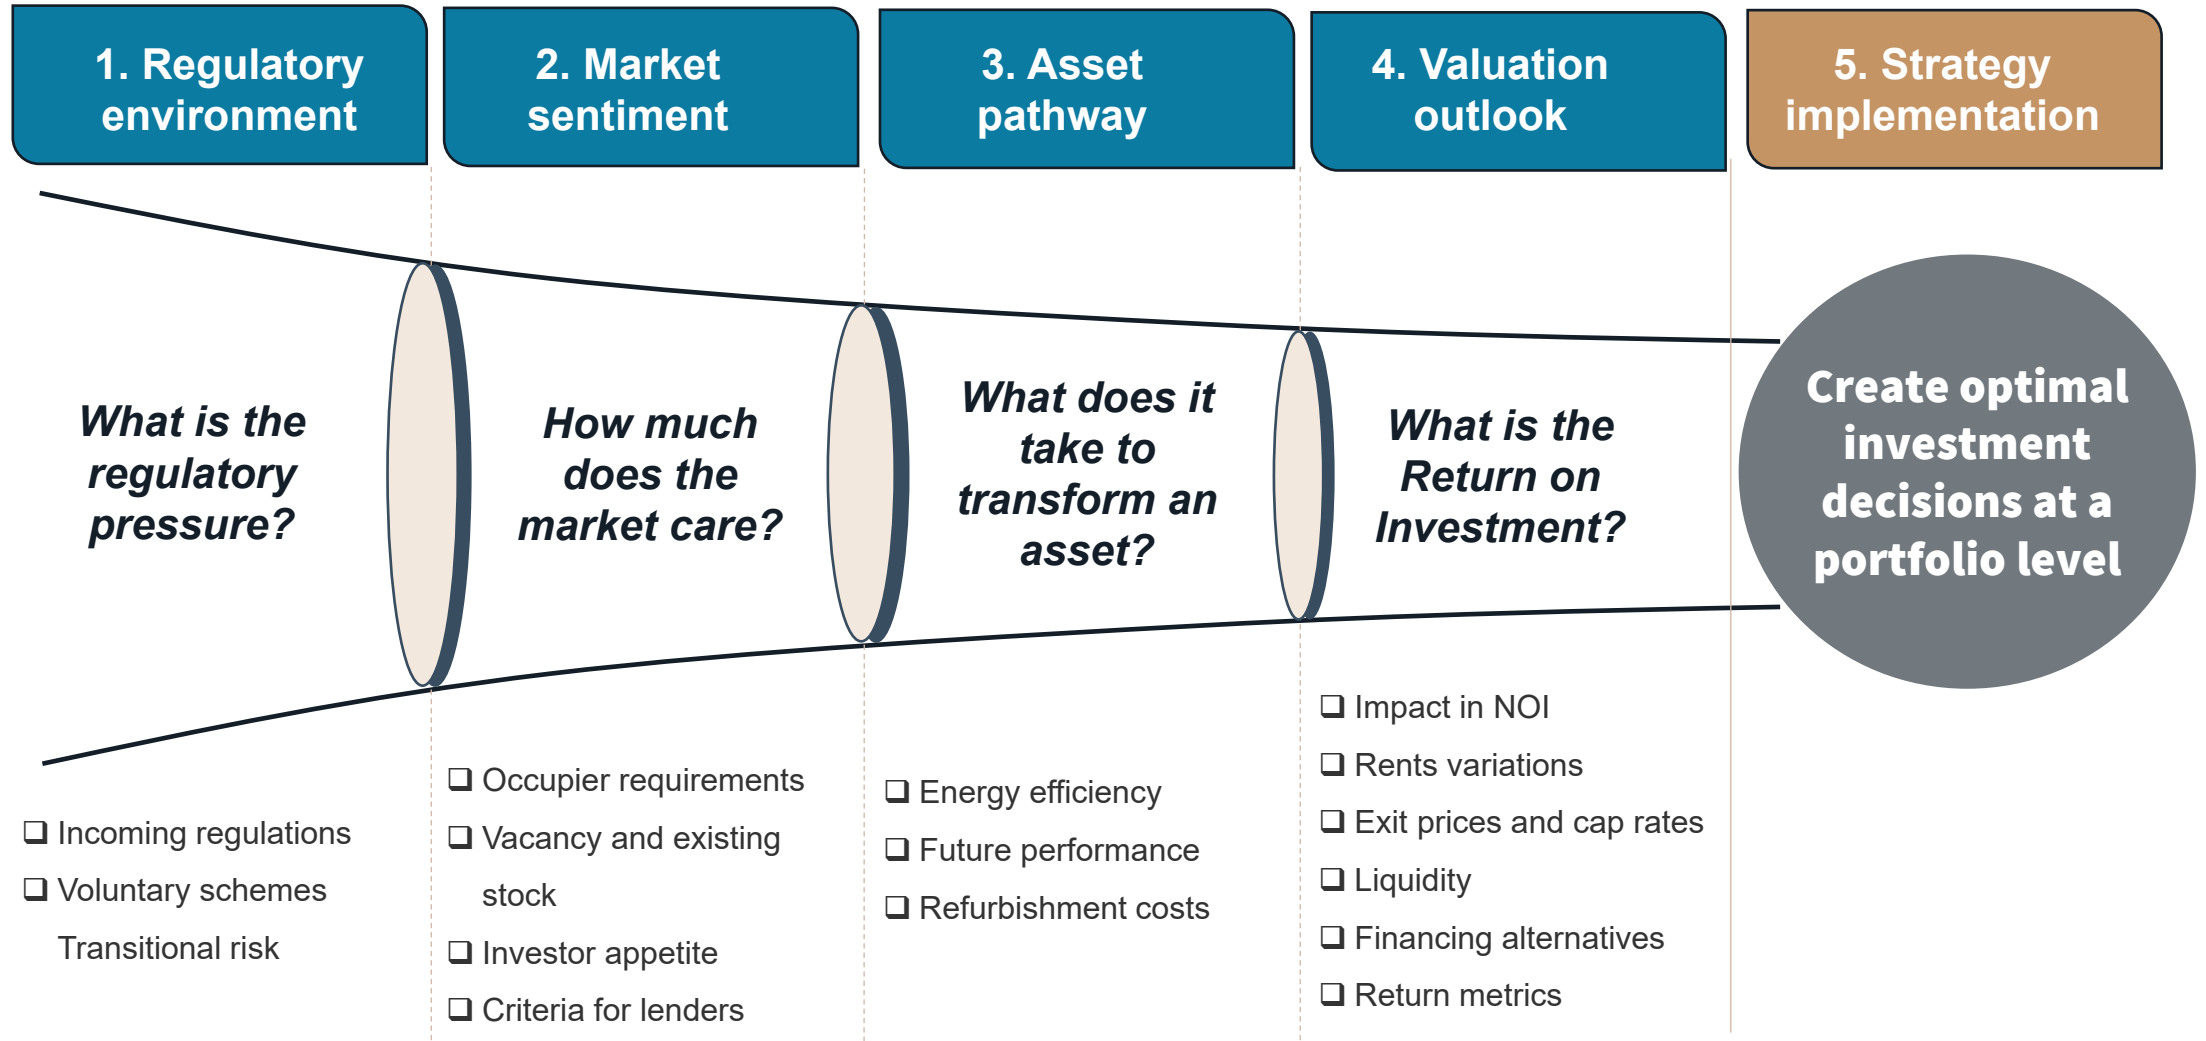 1. Regulatory
environment
2. Market
sentiment
3. Asset
pathway
4. Valuation
outlook
5. Strategy
implementation
What is the
regulatory
pressure?
How much
does the
market care?
What does it
take to
transform an
asset?
What is the
Return on
Investment?
Create optimal
investment
decisions at a
portfolio level
❑ Incoming regulations
❑ Voluntary schemes
Transitional risk
❑ Occupier requirements
❑ Vacancy and existing
stock
❑ Investor appetite
❑ Criteria for lenders
❑ Energy efficiency
❑ Future performance
❑ Refurbishment costs
❑ Impact in NOI
❑ Rents variations
❑ Exit prices and cap rates
❑ Liquidity
❑ Financing alternatives
❑ Return metrics